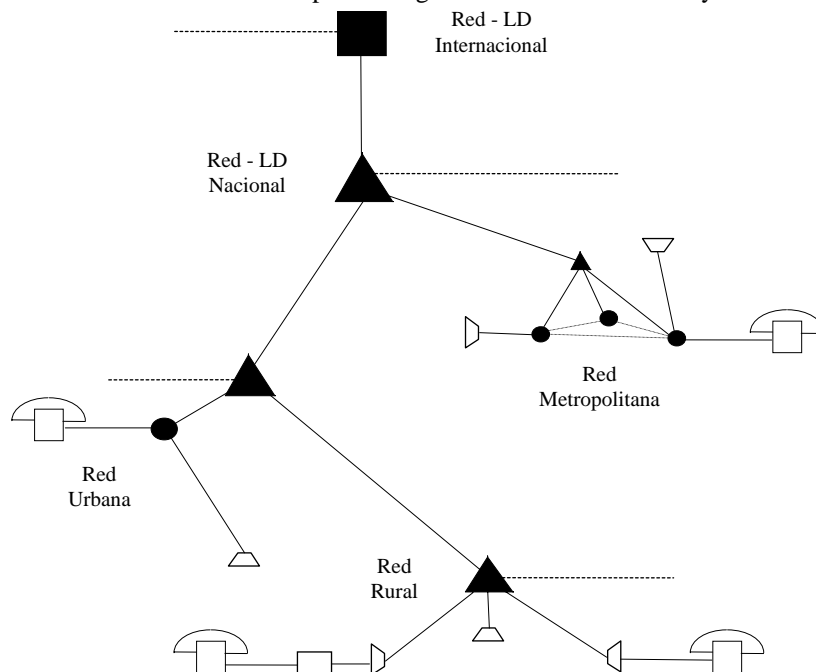 Red - LD
Internacional
Red - LD
Nacional
Red
Metropolitana
Red
Urbana
Red
Rural